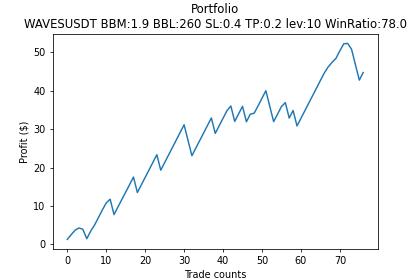 Portfolio
WAVESUSDT BBM:1.9 BBL:260 SL:0.4 TP:0.2 lev:10 WinRatio:78.0
50
40
30
20
10
0
Profit ($)
0 10 20 30 40 50 60 70
Trade counts